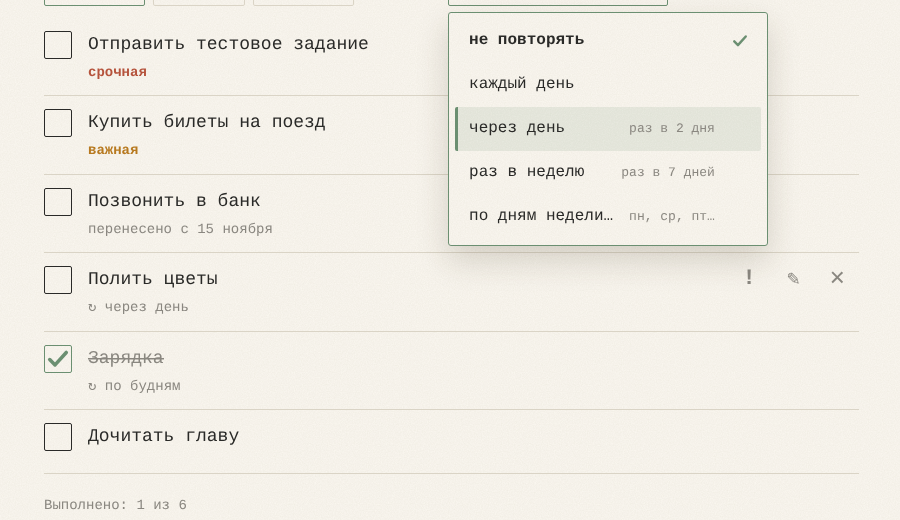 Отправить тестовое задание
срочная
Купить билеты на поезд
важная
Позвонить в банк
перенесено с 15 ноября
Полить цветы
↻ через день
Зарядка
↻ по будням
Дочитать главу
Выполнено: 1 из 6
не повторять
каждый день
через день раз в 2 дня
раз в неделю раз в 7 дней
по дням недели… пн, ср, пт…